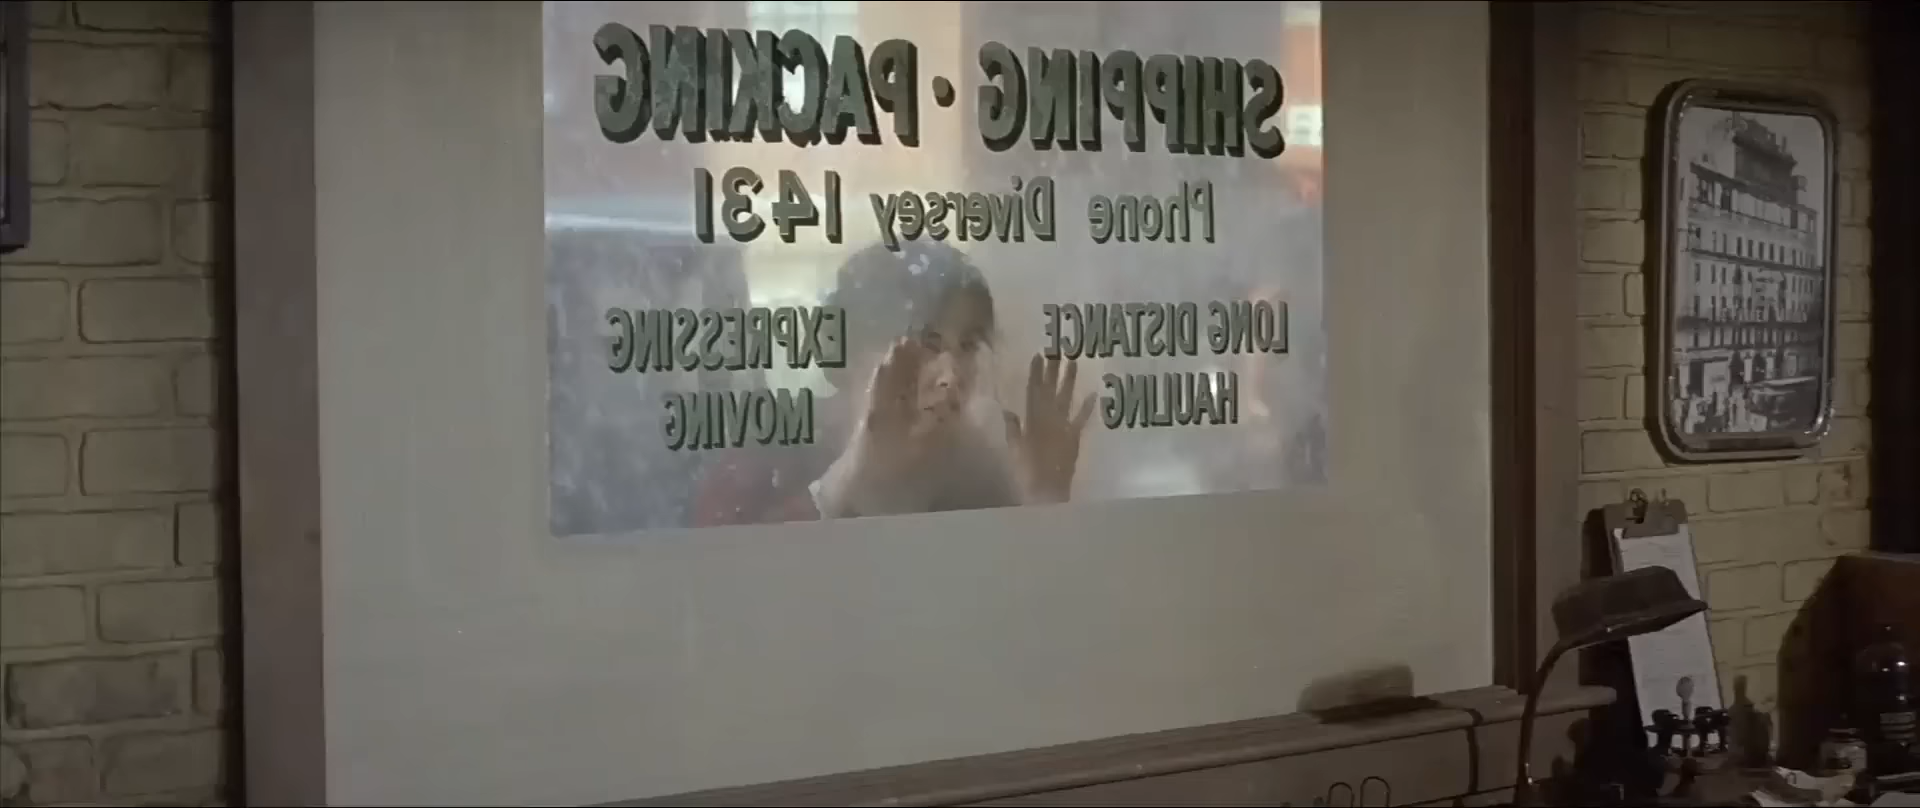 SHIPPING · PACKING
Phone Diversey 1431
LONG DISTANCE
HAULING
EXPRESSING
MOVING